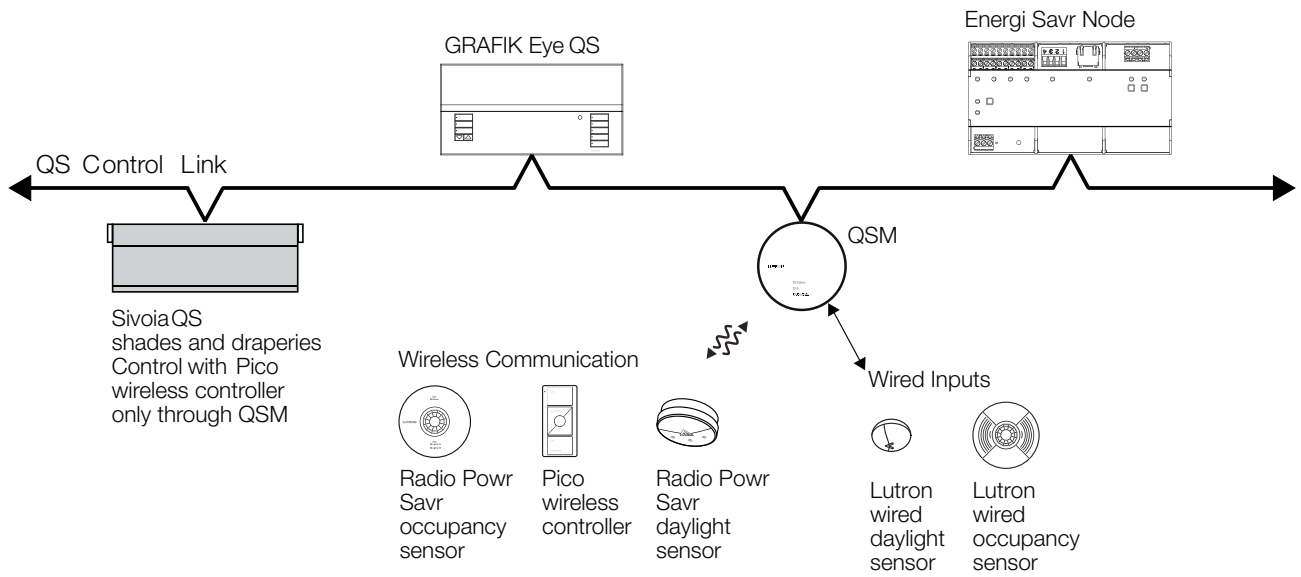 Energi Savr Node
GRAFIK Eye QS
QS Control Link
QSM
Sivoia QS
shades and draperies
Control with Pico
wireless controller
only through QSM
Wireless Communication
Radio Powr
Savr
occupancy
sensor
Pico
wireless
controller
Radio Powr
Savr
daylight
sensor
Wired Inputs
Lutron
wired
daylight
sensor
Lutron
wired
occupancy
sensor